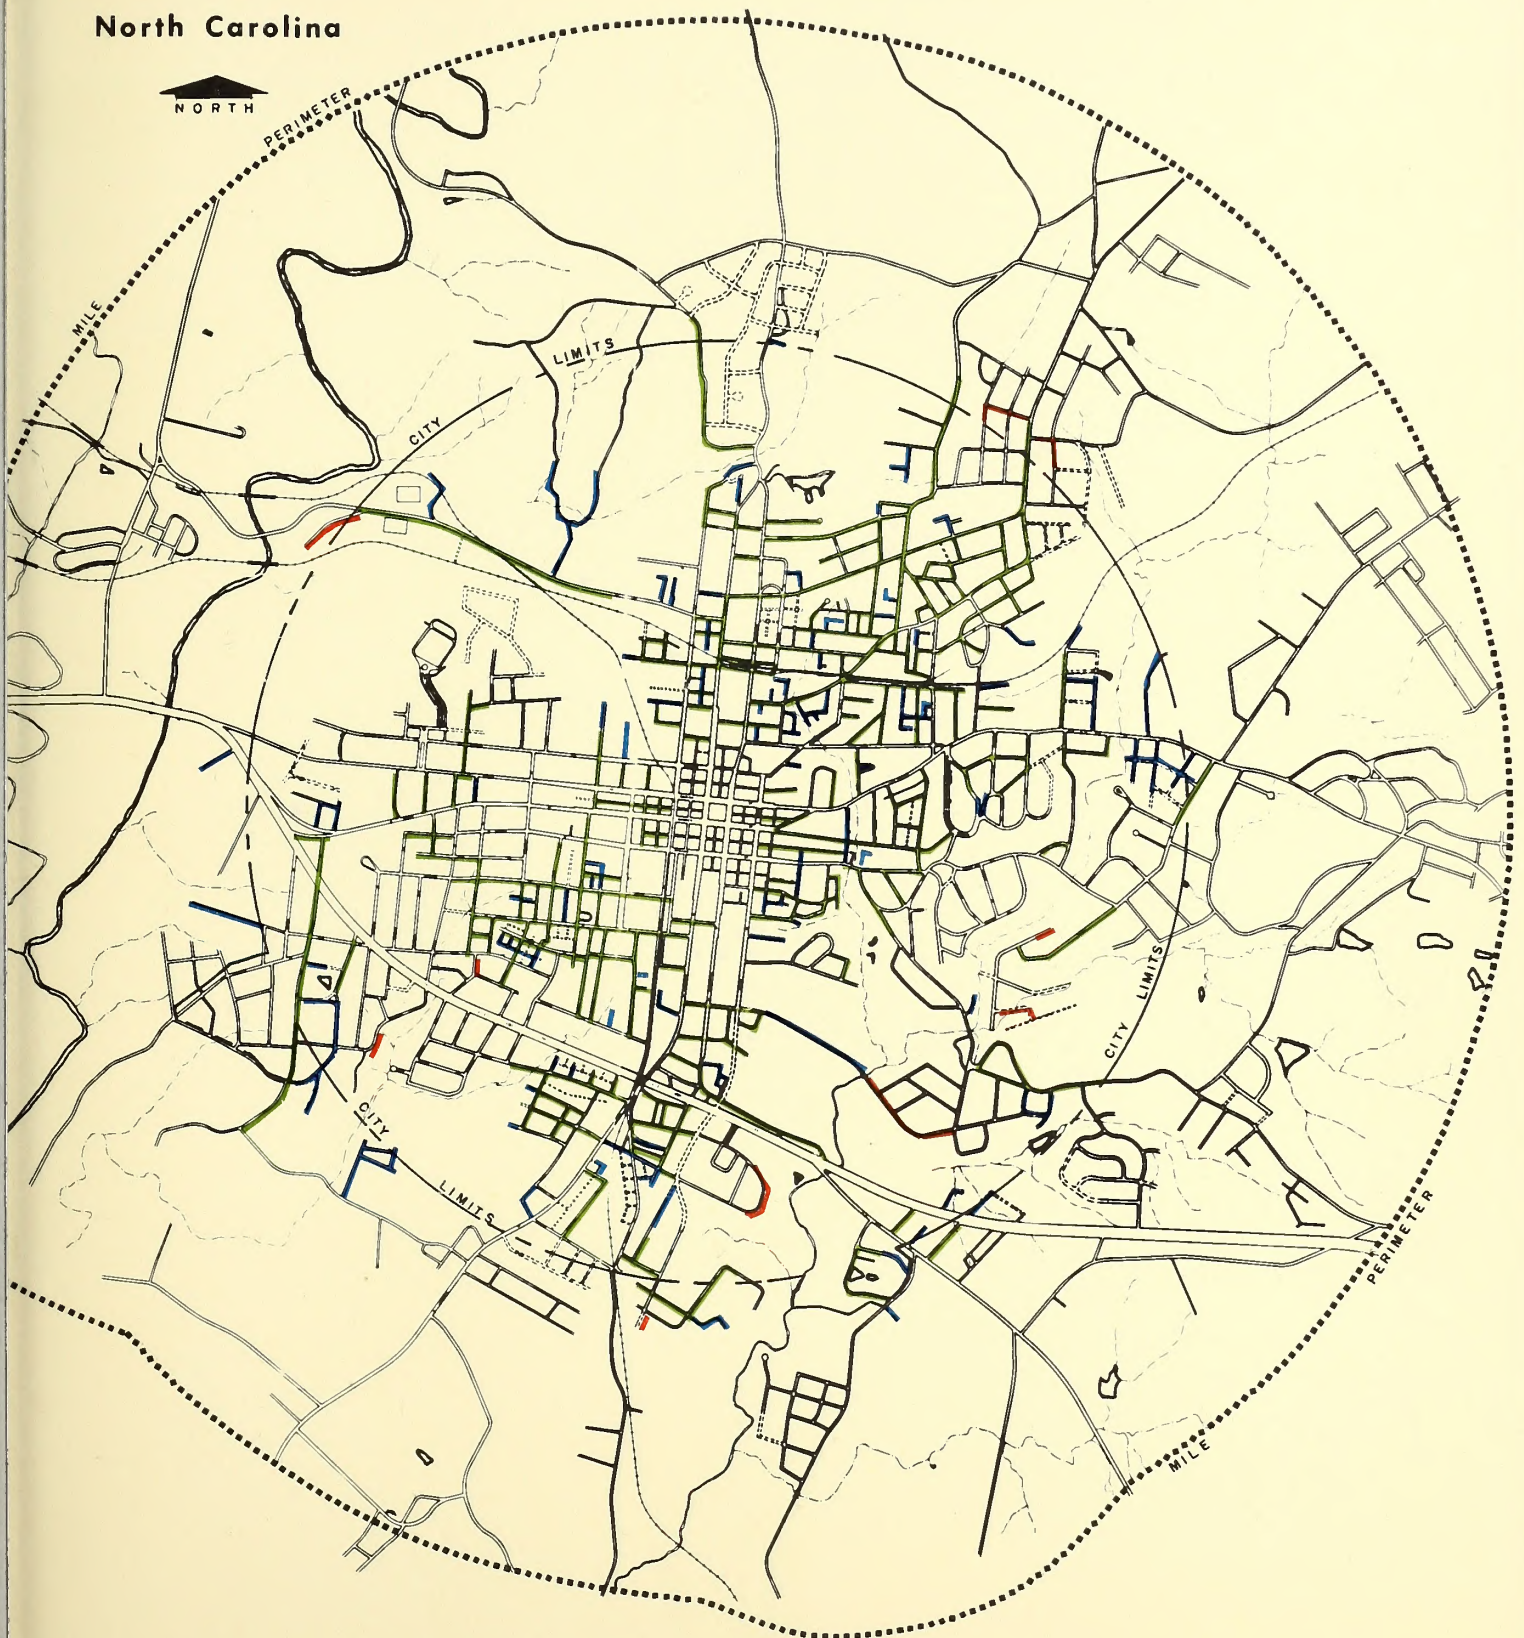 North Carolina
NORTH
PERIMETER
MILE
LIMITS
CITY
CITY
LIMITS
CITY
LIMITS
PERIMETER
MILE